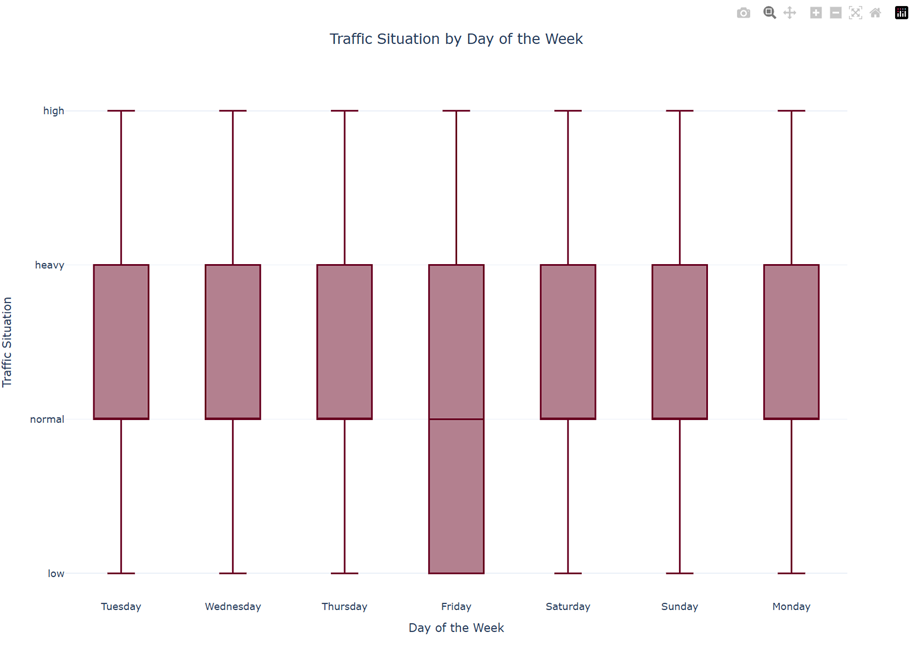 Traffic Situation by Day of the Week
high
heavy
normal
low
Traffic Situation
Tuesday Wednesday Thursday Friday Saturday Sunday Monday
Day of the Week